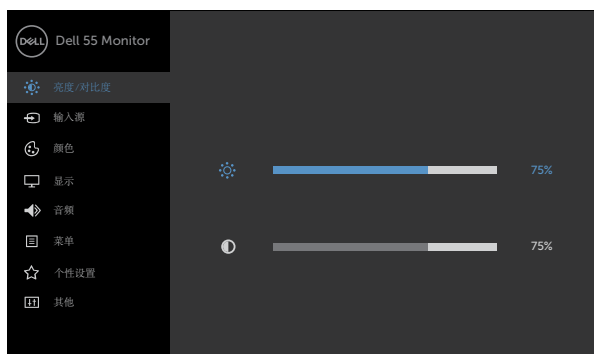 DELL
Dell 55 Monitor
亮度/对比度
输入源
颜色
显示
音频
菜单
个性设置
其他
75%
75%